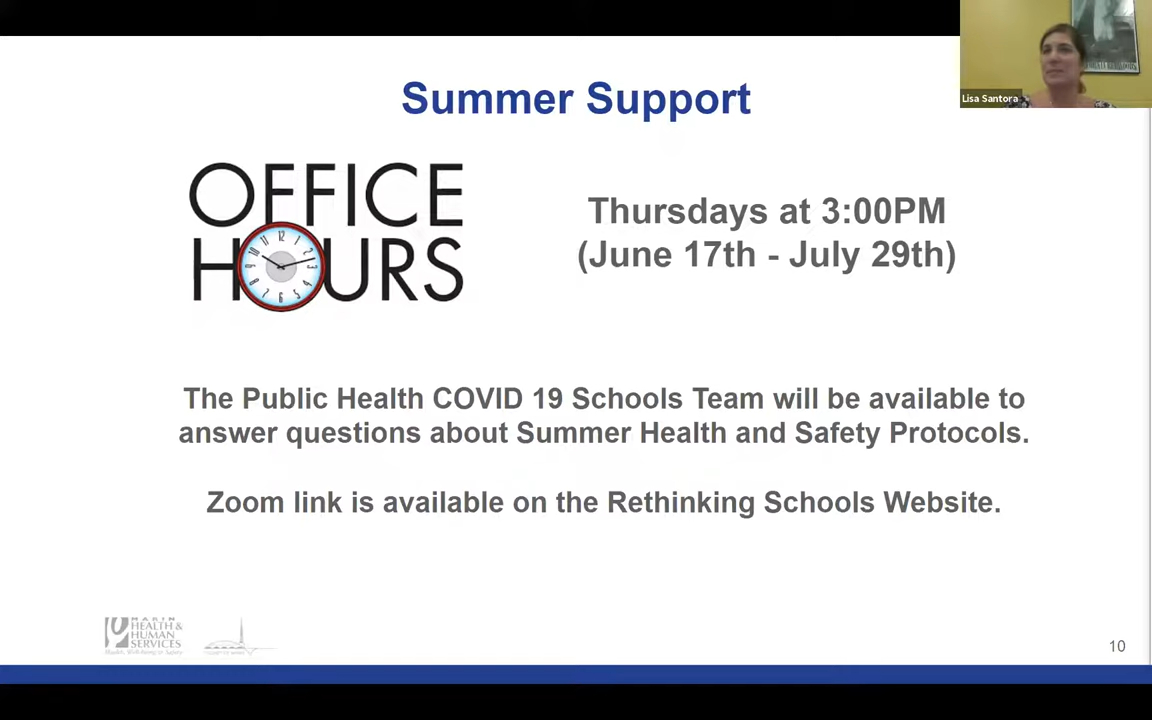 Summer Support
Lisa Santora
OFFICE
HOURS
Thursdays at 3:00PM
(June 17th - July 29th)
The Public Health COVID 19 Schools Team will be available to
answer questions about Summer Health and Safety Protocols.
Zoom link is available on the Rethinking Schools Website.
MARIN
HEALTH &
HUMAN
SERVICES
10